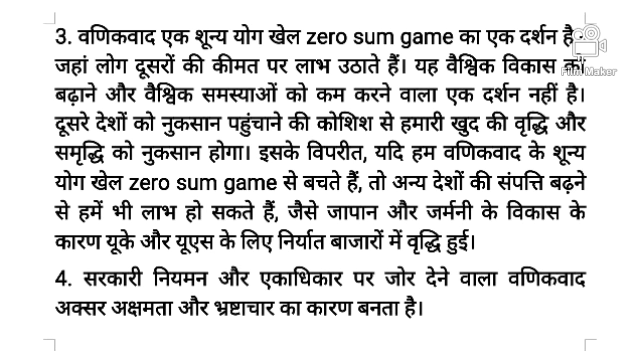 3. वणिकवाद एक शून्य योग खेल zero sum game का एक दर्शन है-
जहां लोग दूसरों की कीमत पर लाभ उठाते हैं। यह वैश्विक विकास को
बढ़ाने और वैश्विक समस्याओं को कम करने वाला एक दर्शन नहीं है।
दूसरे देशों को नुकसान पहुंचाने की कोशिश से हमारी खुद की वृद्धि और
समृद्धि को नुकसान होगा। इसके विपरीत, यदि हम वणिकवाद के शून्य
योग खेल zero sum game से बचते हैं, तो अन्य देशों की संपत्ति बढ़ने
से हमें भी लाभ हो सकते हैं, जैसे जापान और जर्मनी के विकास के
कारण यूके और यूएस के लिए निर्यात बाजारों में वृद्धि हुई।
4. सरकारी नियमन और एकाधिकार पर जोर देने वाला वणिकवाद
अक्सर अक्षमता और भ्रष्टाचार का कारण बनता है।
Film Maker